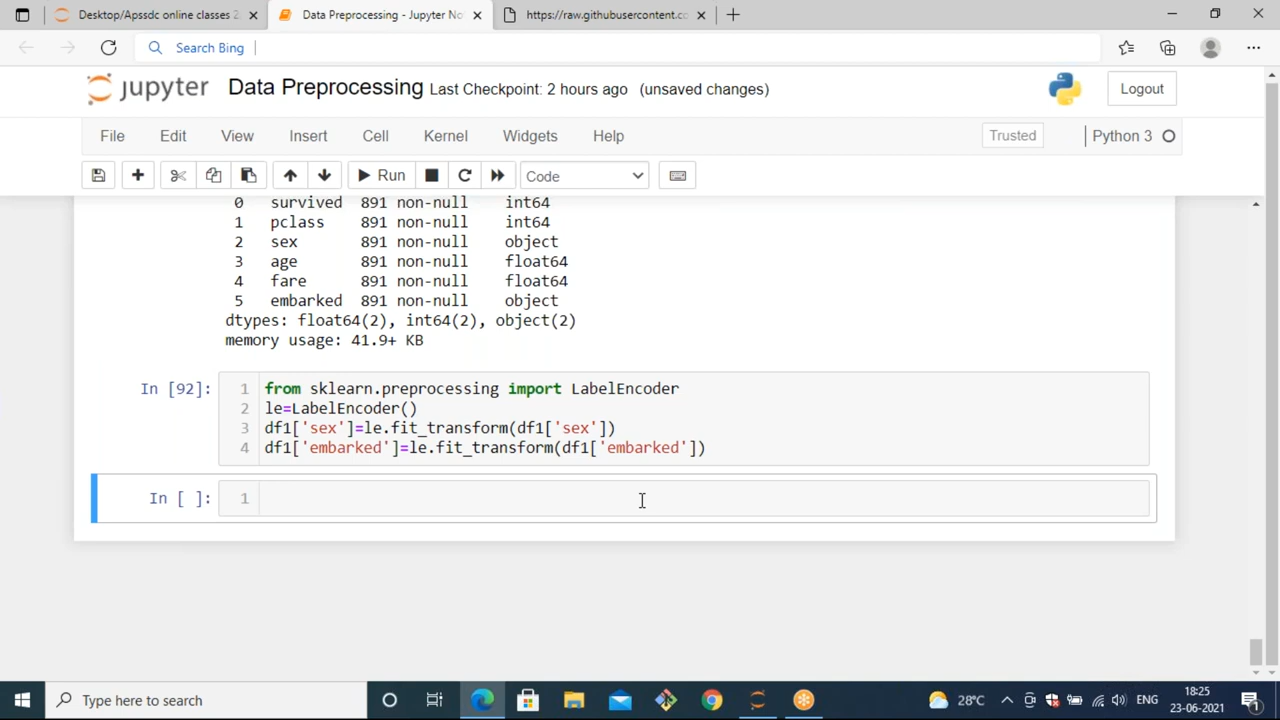 Desktop/Apssdc online classes 2
Data Preprocessing - Jupyter No
https://raw.githubusercontent.co
Search Bing
jupyter Data Preprocessing Last Checkpoint: 2 hours ago (unsaved changes) Logout
File Edit View Insert Cell Kernel Widgets Help Trusted Python 3
Run Code
0 survived 891 non-null int64
1 pclass 891 non-null int64
2 sex 891 non-null object
3 age 891 non-null float64
4 fare 891 non-null float64
5 embarked 891 non-null object
dtypes: float64(2), int64(2), object(2)
memory usage: 41.9+ KB
In [92]: 1 from sklearn.preprocessing import LabelEncoder
2 le=LabelEncoder()
3 df1['sex']=le.fit_transform(df1['sex'])
4 df1['embarked']=le.fit_transform(df1['embarked'])
In [ ]: 1
Type here to search
28°C
ENG
18:25
23-06-2021
1